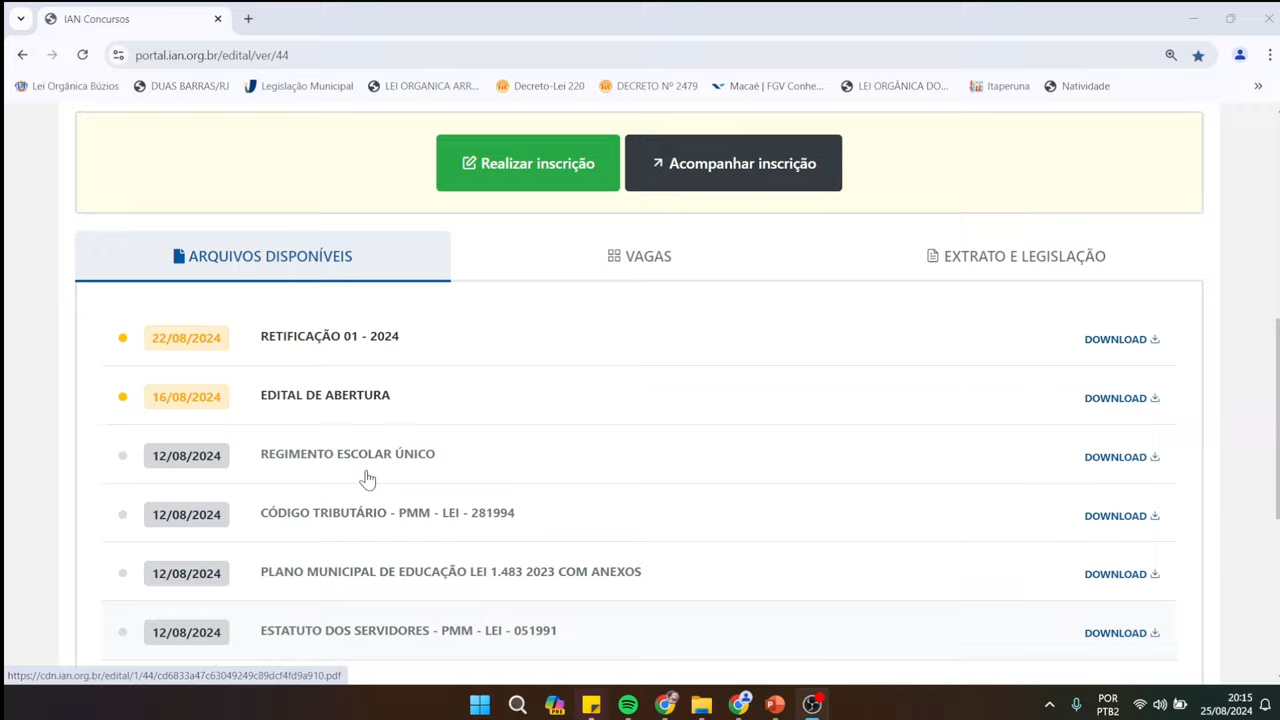 IAN Concursos
portal.ian.org.br/edital/ver/44
Lei Orgânica Búzios
DUAS BARRAS/RJ
Legislação Municipal
LEI ORGANICA ARR...
Decreto-Lei 220
DECRETO Nº 2479
Macaé | FGV Conhe...
LEI ORGÂNICA DO...
Itaperuna
Natividade
Realizar inscrição
Acompanhar inscrição
ARQUIVOS DISPONÍVEIS
VAGAS
EXTRATO E LEGISLAÇÃO
22/08/2024 RETIFICAÇÃO 01 - 2024 DOWNLOAD
16/08/2024 EDITAL DE ABERTURA DOWNLOAD
12/08/2024 REGIMENTO ESCOLAR ÚNICO DOWNLOAD
12/08/2024 CÓDIGO TRIBUTÁRIO - PMM - LEI - 281994 DOWNLOAD
12/08/2024 PLANO MUNICIPAL DE EDUCAÇÃO LEI 1.483 2023 COM ANEXOS DOWNLOAD
12/08/2024 ESTATUTO DOS SERVIDORES - PMM - LEI - 051991 DOWNLOAD
https://cdn.ian.org.br/edital/1/44/cd6833a47c63049249c89dcf4fd9a910.pdf
PRE
POR
PTB2
20:15
25/08/2024